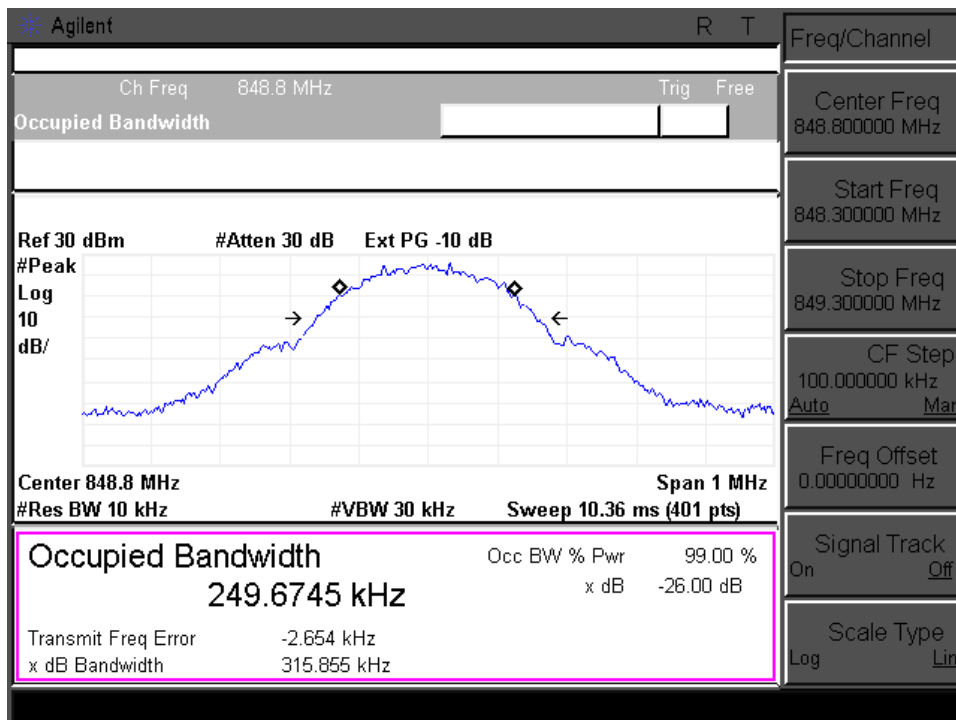 Agilent R T
Freq/Channel
Ch Freq 848.8 MHz Trig Free
Occupied Bandwidth
Center Freq
848.800000 MHz
Start Freq
848.300000 MHz
Stop Freq
849.300000 MHz
CF Step
100.000000 kHz
Auto Man
Freq Offset
0.00000000 Hz
Signal Track
On Off
Scale Type
Log Lin
Ref 30 dBm #Atten 30 dB Ext PG -10 dB
#Peak
Log
10
dB/
Center 848.8 MHz Span 1 MHz
#Res BW 10 kHz #VBW 30 kHz Sweep 10.36 ms (401 pts)
Occupied Bandwidth
249.6745 kHz
Occ BW % Pwr 99.00 %
x dB -26.00 dB
Transmit Freq Error -2.654 kHz
x dB Bandwidth 315.855 kHz